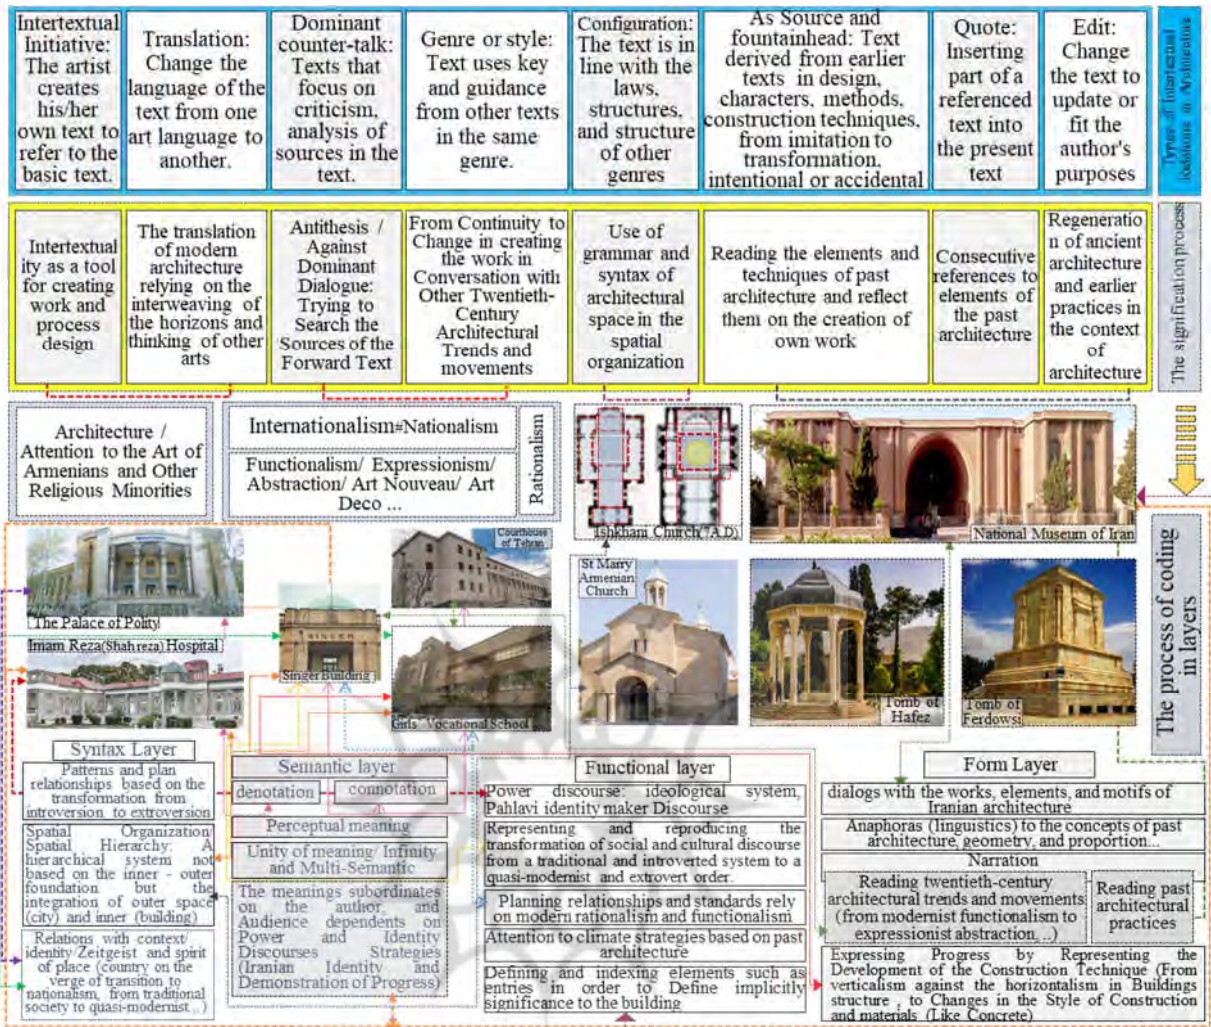 Intertextual
Initiative:
The artist
creates
his/her
own text to
refer to the
basic text.
Translation:
Change the
language of the
text from one
art language to
another.
Dominant
counter-talk:
Texts that
focus on
criticism,
analysis of
sources in the
text.
Genre or style:
Text uses key
and guidance
from other texts
in the same
genre.
Configuration:
The text is in
line with the
laws,
structures,
and structure
of other
genres
As Source and
fountainhead: Text
derived from earlier
texts in design,
characters, methods,
construction techniques,
from imitation to
transformation,
intentional or accidental
Quote:
Inserting
part of a
referenced
text into
the present
text
Edit:
Change
the text to
update or
fit the
author's
purposes
Types of Intertextual
in Architecture
Intertextual
ity as a tool
for creating
work and
process
design
The translation
of modern
architecture
relying on the
interweaving of
the horizons and
thinking of other
arts
Antithesis /
Against
Dominant
Dialogue:
Trying to
Search the
Sources of the
Forward Text
From Continuity to
Change in creating
the work in
Conversation with
Other Twentieth-
Century
Architectural
Trends and
movements
Use of
grammar and
syntax of
architectural
space in the
spatial
organization
Reading the elements and
techniques of past
architecture and reflect
them on the creation of
own work
Consecutive
references to
elements of
the past
architecture
Regeneratio
n of ancient
architecture
and earlier
practices in
the context
of
architecture
The signification process
Architecture /
Attention to the Art of
Armenians and Other
Religious Minorities
Internationalism≠Nationalism
Functionalism/ Expressionism/
Abstraction/ Art Nouveau/ Art
Deco ...
Rationalism
Ishkhani Church(7A.D)
National Museum of Iran
The process of coding
in layers
The Palace of Polity
Imam Reza(Shahreza) Hospital
SINGER
Singer Building
Courthouse
of Tehran
Girls' Vocational School
St Marry
Armenian
Church
Tomb of
Hafez
Tomb of
Ferdowsi
Syntax Layer
Patterns and plan
relationships based on the
transformation from
introversion to extroversion
Spatial Organization/
Spatial Hierarchy: A
hierarchical system not
based on the inner - outer
foundation but the
integration of outer space
(city) and inner (building)
Relations with context/
identity/Zeitgeist and spirit
of place (country on the
verge of transition to
nationalism, from traditional
society to quasi-modernist..)
Semantic layer
denotation
connotation
Perceptual meaning
Unity of meaning/ Infinity
and Multi-Semantic
The meanings subordinates
on the author, and
Audience dependents on
Power and Identity
Discourses Strategies
(Iranian Identity and
Demonstration of Progress)
Functional layer
Power discourse: ideological system,
Pahlavi identity maker Discourse
Representing and reproducing the
transformation of social and cultural discourse
from a traditional and introverted system to a
quasi-modernist and extrovert order.
Planning relationships and standards rely
on modern rationalism and functionalism
Attention to climate strategies based on past
architecture
Defining and indexing elements such as
entries in order to Define implicitly
significance to the building
Form Layer
dialogs with the works, elements, and motifs of
Iranian architecture
Anaphoras (linguistics) to the concepts of past
architecture, geometry, and proportion...
Narration
Reading twentieth-century
architectural trends and movements
(from modernist functionalism to
expressionist abstraction, ..)
Reading past
architectural
practices
Expressing Progress by Representing the
Development of the Construction Technique (From
verticalism against the horizontalism in Buildings
structure , to Changes in the Style of Construction
and materials (Like Concrete)